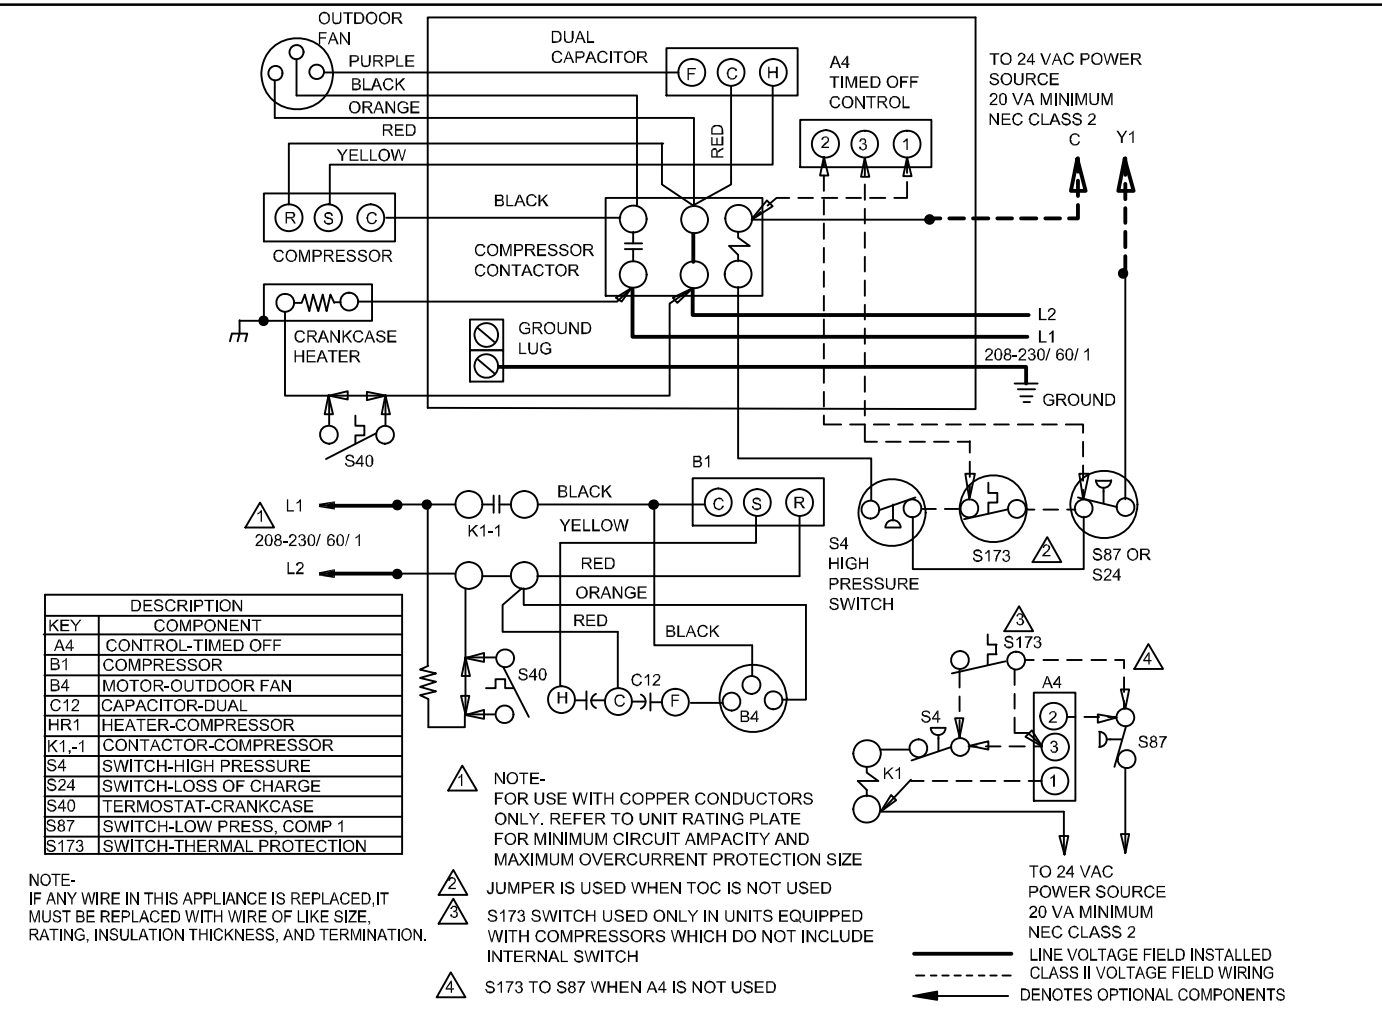 OUTDOOR
FAN
PURPLE
BLACK
ORANGE
RED
YELLOW
DUAL
CAPACITOR
F C H
A4
TIMED OFF
CONTROL
2 3 1
TO 24 VAC POWER
SOURCE
20 VA MINIMUM
NEC CLASS 2
C Y1
RED
R S C
COMPRESSOR
BLACK
COMPRESSOR
CONTACTOR
CRANKCASE
HEATER
GROUND
LUG
L2
L1
208-230/ 60/ 1
GROUND
S40
B1
L1
1
208-230/ 60/ 1
L2
K1-1
BLACK
YELLOW
C S R
RED
ORANGE
RED
BLACK
S40
H C C12 F
B4
S4
HIGH
PRESSURE
SWITCH
S173
2
S87 OR
S24
3
S173
4
A4
2
3
1
S4
S87
K1
TO 24 VAC
POWER SOURCE
20 VA MINIMUM
NEC CLASS 2
DESCRIPTION
KEY COMPONENT
A4 CONTROL-TIMED OFF
B1 COMPRESSOR
B4 MOTOR-OUTDOOR FAN
C12 CAPACITOR-DUAL
HR1 HEATER-COMPRESSOR
K1,-1 CONTACTOR-COMPRESSOR
S4 SWITCH-HIGH PRESSURE
S24 SWITCH-LOSS OF CHARGE
S40 TERMOSTAT-CRANKCASE
S87 SWITCH-LOW PRESS, COMP 1
S173 SWITCH-THERMAL PROTECTION
NOTE-
IF ANY WIRE IN THIS APPLIANCE IS REPLACED,IT
MUST BE REPLACED WITH WIRE OF LIKE SIZE,
RATING, INSULATION THICKNESS, AND TERMINATION.
1 NOTE-
FOR USE WITH COPPER CONDUCTORS
ONLY. REFER TO UNIT RATING PLATE
FOR MINIMUM CIRCUIT AMPACITY AND
MAXIMUM OVERCURRENT PROTECTION SIZE
2 JUMPER IS USED WHEN TOC IS NOT USED
3 S173 SWITCH USED ONLY IN UNITS EQUIPPED
WITH COMPRESSORS WHICH DO NOT INCLUDE
INTERNAL SWITCH
4 S173 TO S87 WHEN A4 IS NOT USED
LINE VOLTAGE FIELD INSTALLED
CLASS II VOLTAGE FIELD WIRING
DENOTES OPTIONAL COMPONENTS